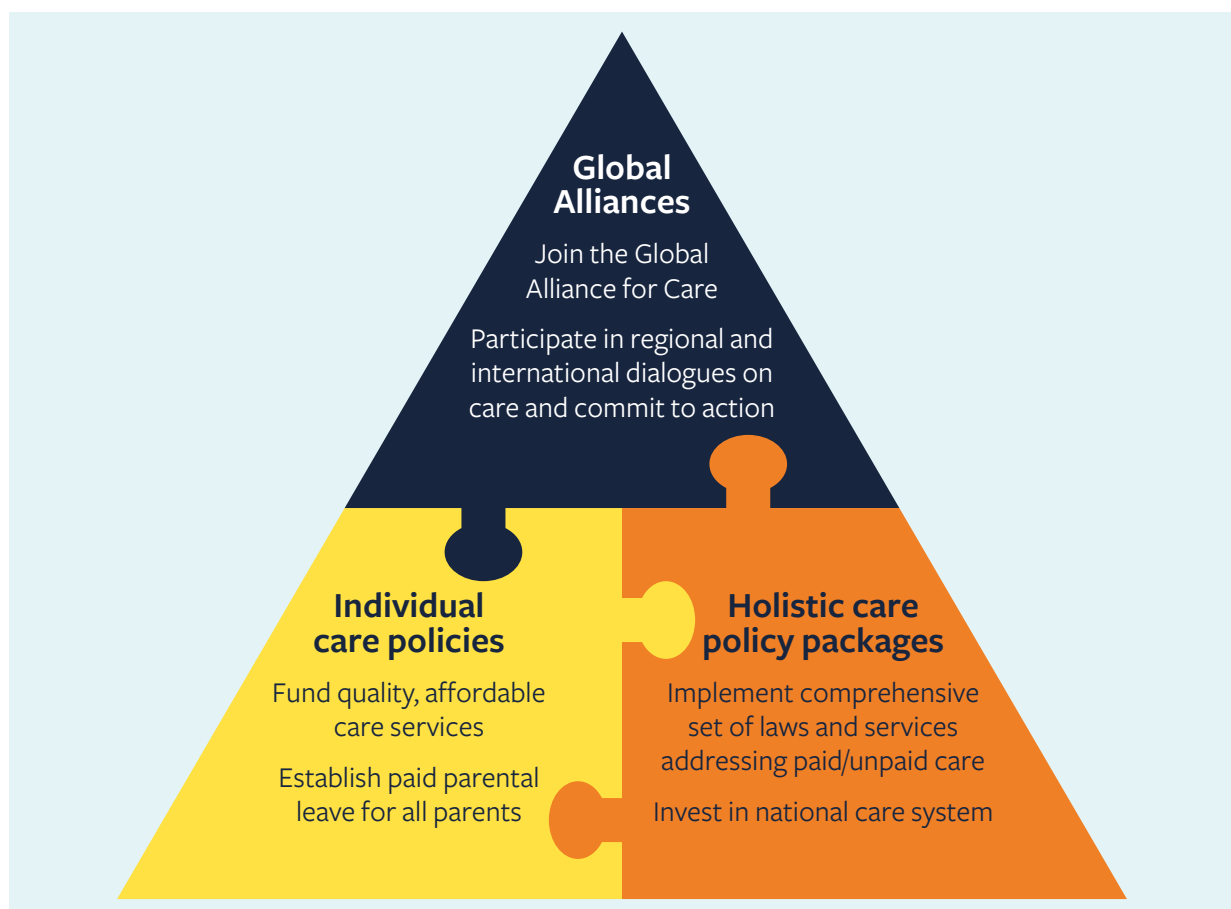 Global
Alliances
Join the Global
Alliance for Care
Participate in regional and
international dialogues on
care and commit to action
Individual
care policies
Fund quality, affordable
care services
Establish paid parental
leave for all parents
Holistic care
policy packages
Implement comprehensive
set of laws and services
addressing paid/unpaid care
Invest in national care system